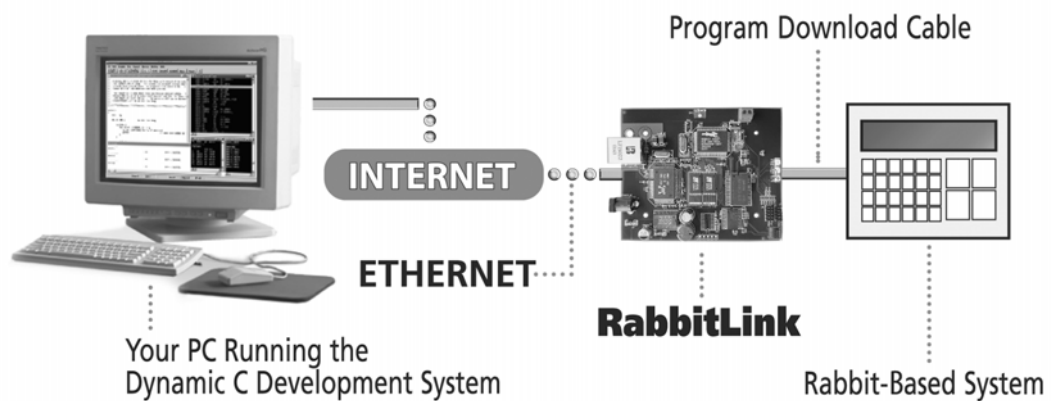 Program Download Cable
INTERNET
ETHERNET
RabbitLink
Your PC Running the
Dynamic C Development System
Rabbit-Based System